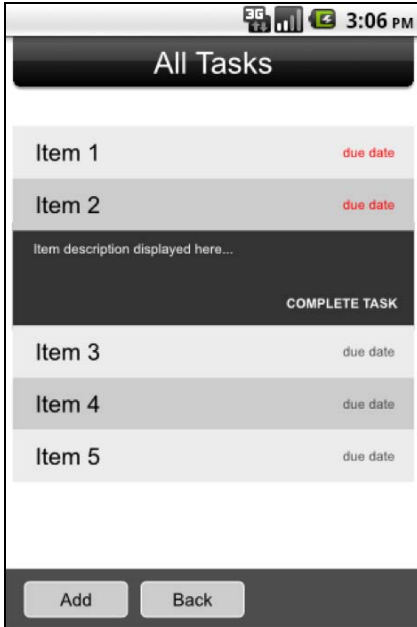 3G 3:06 PM
All Tasks
Item 1 due date
Item 2 due date
Item description displayed here...
COMPLETE TASK
Item 3 due date
Item 4 due date
Item 5 due date
Add Back